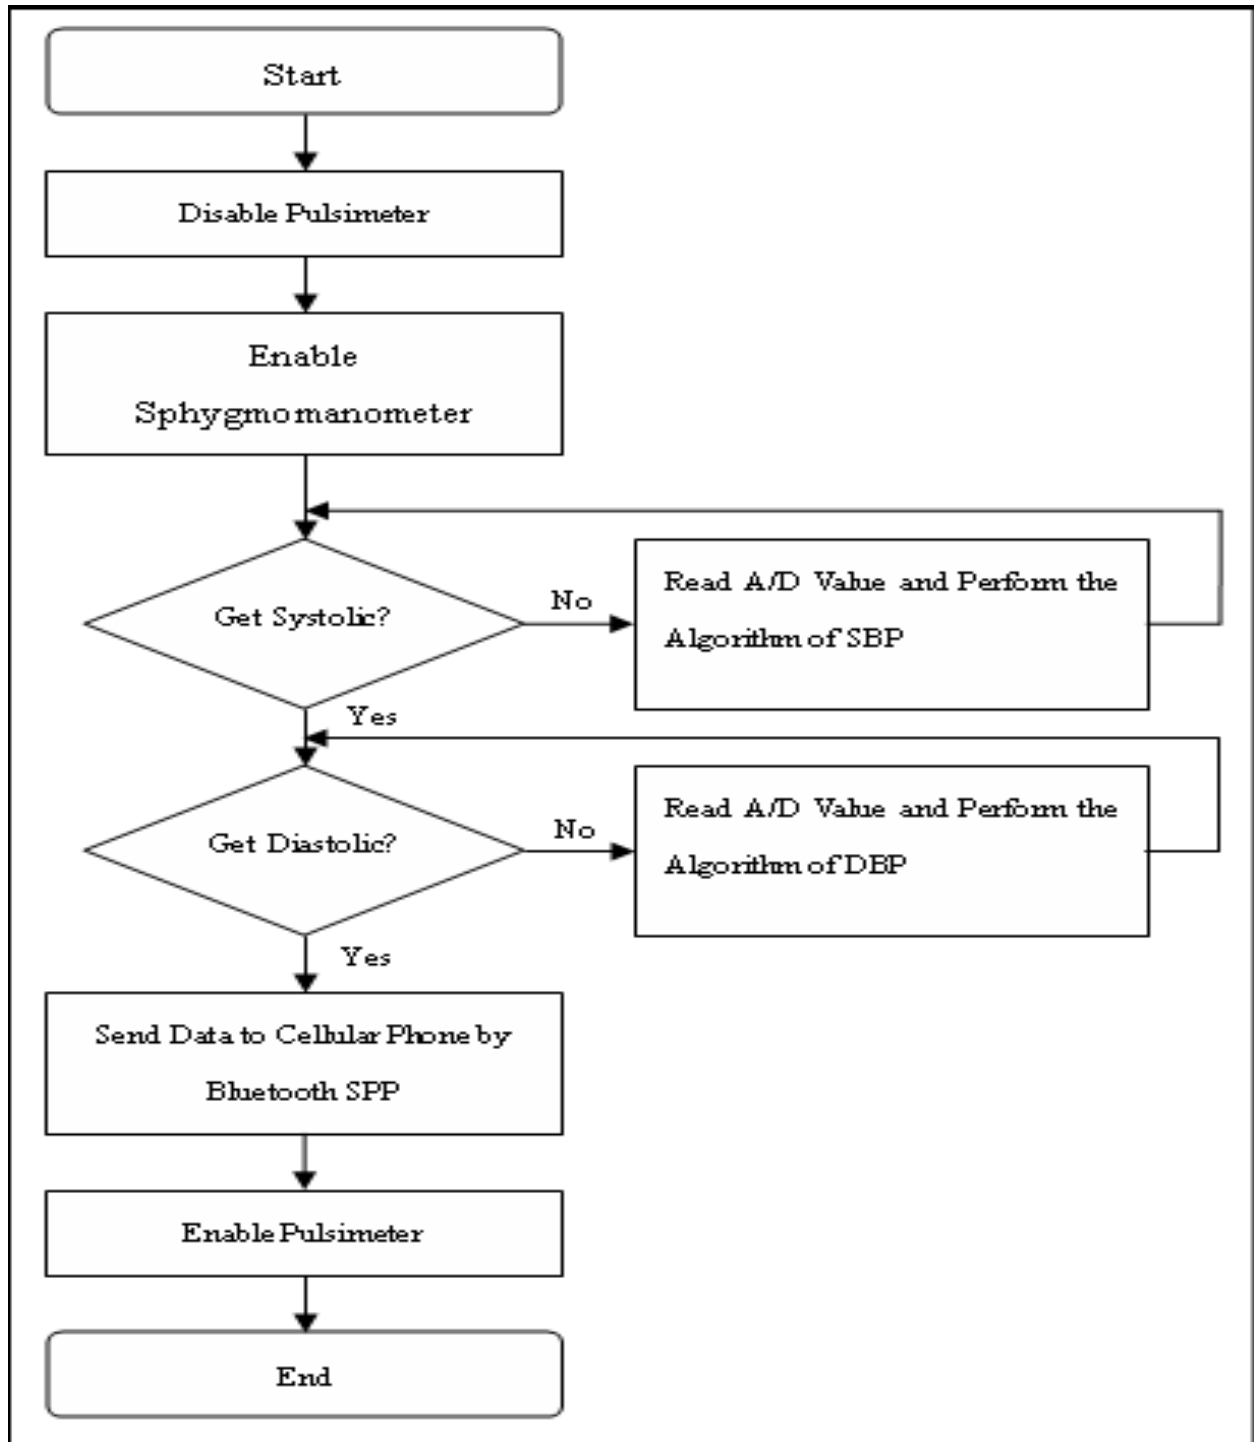 Start
Disable Pulsimeter
Enable
Sphygmomanometer
Get Systolic?
No
Read A/D Value and Perform the
Algorithm of SBP
Yes
Get Diastolic?
No
Read A/D Value and Perform the
Algorithm of DBP
Yes
Send Data to Cellular Phone by
Bluetooth SPP
Enable Pulsimeter
End